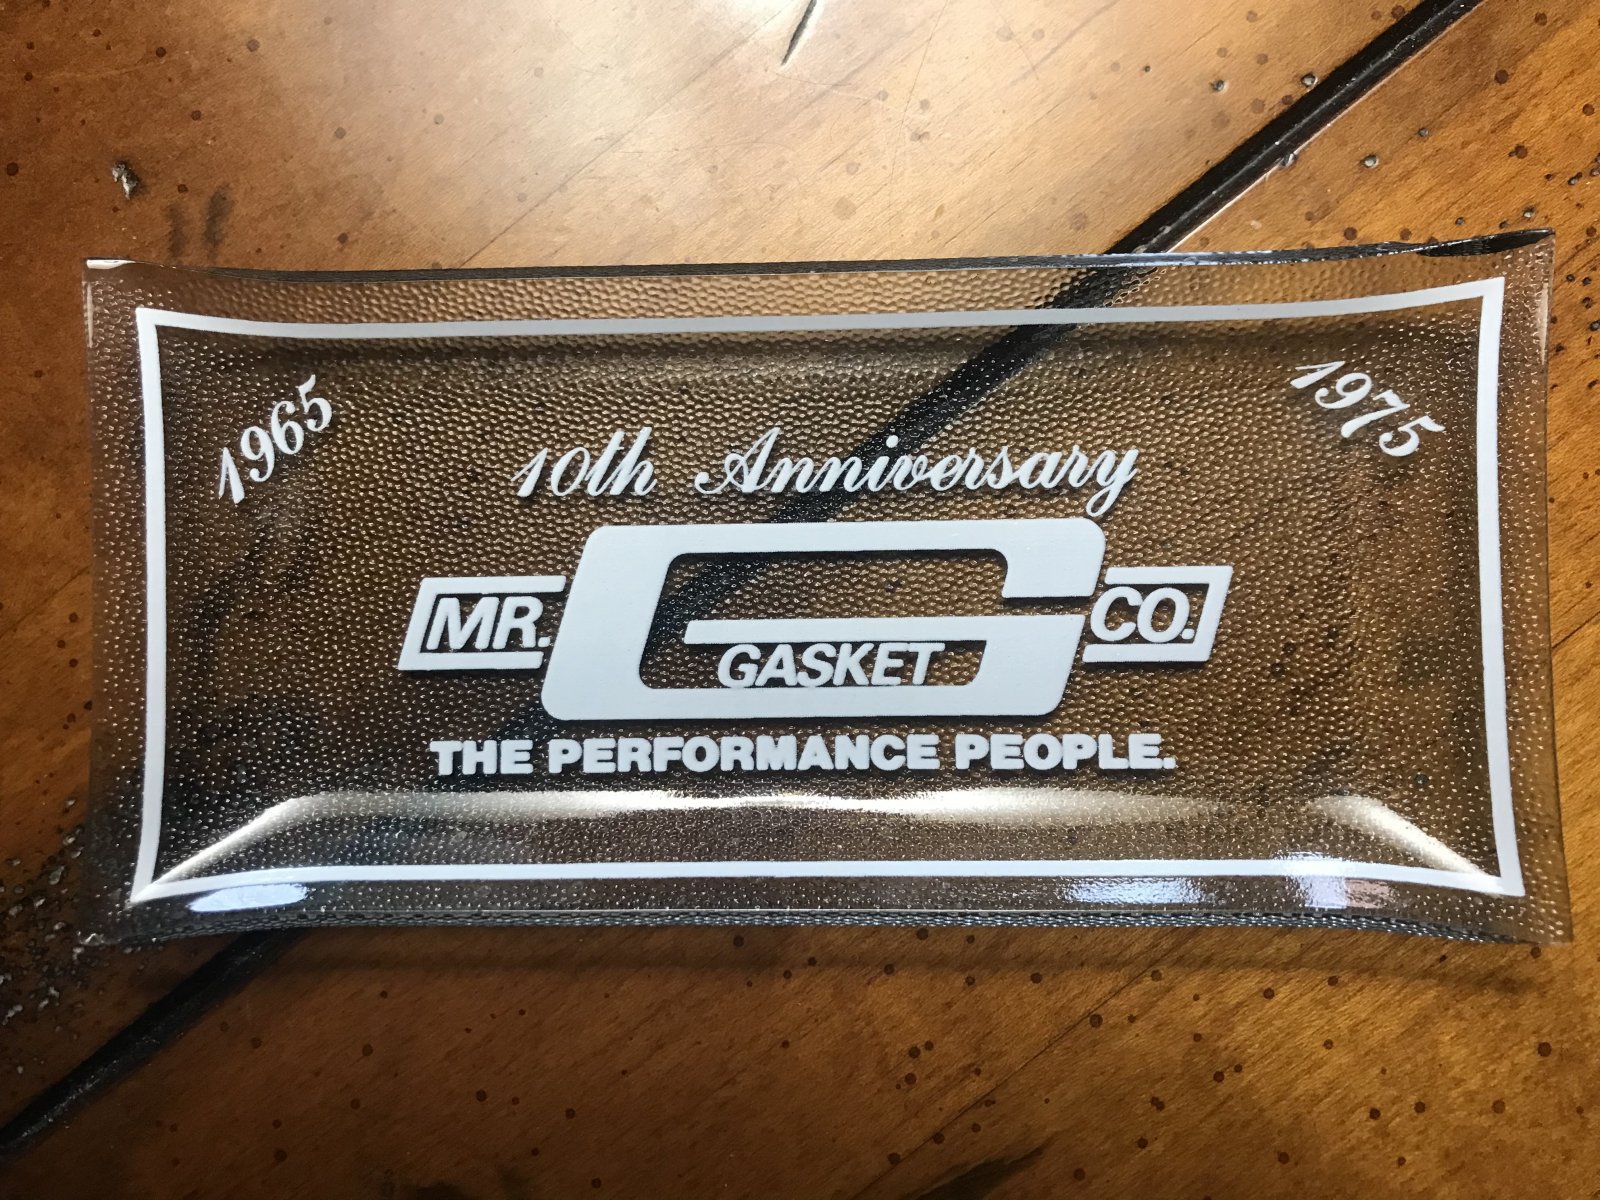 1965
1975
10th Anniversary
MR. GASKET CO.
THE PERFORMANCE PEOPLE.